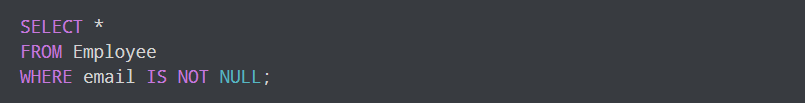 SELECT *
FROM Employee
WHERE email IS NOT NULL;